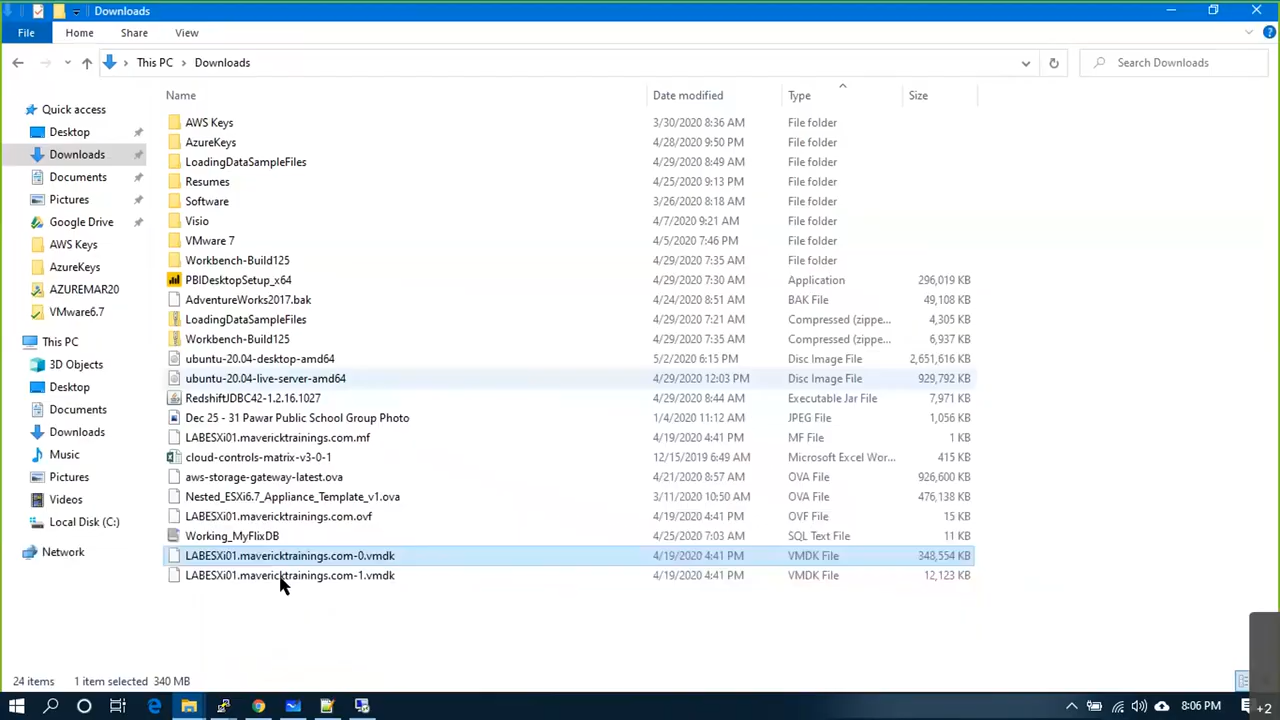 Downloads
File Home Share View
This PC Downloads Search Downloads
Name Date modified Type Size
Quick access
Desktop
Downloads
Documents
Pictures
Google Drive
AWS Keys
AzureKeys
AZUREMAR20
VMware6.7
This PC
3D Objects
Desktop
Documents
Downloads
Music
Pictures
Videos
Local Disk (C:)
Network
AWS Keys 3/30/2020 8:36 AM File folder
AzureKeys 4/28/2020 9:50 PM File folder
LoadingDataSampleFiles 4/29/2020 8:49 AM File folder
Resumes 4/25/2020 9:13 PM File folder
Software 3/26/2020 8:18 AM File folder
Visio 4/7/2020 9:21 AM File folder
VMware 7 4/5/2020 7:46 PM File folder
Workbench-Build125 4/29/2020 7:35 AM File folder
PBIDesktopSetup_x64 4/29/2020 7:30 AM Application 296,019 KB
AdventureWorks2017.bak 4/24/2020 8:51 AM BAK File 49,108 KB
LoadingDataSampleFiles 4/29/2020 7:21 AM Compressed (zippe... 4,305 KB
Workbench-Build125 4/29/2020 7:35 AM Compressed (zippe... 6,937 KB
ubuntu-20.04-desktop-amd64 5/2/2020 6:15 PM Disc Image File 2,651,616 KB
ubuntu-20.04-live-server-amd64 4/29/2020 12:03 PM Disc Image File 929,792 KB
RedshiftJDBC42-1.2.16.1027 4/29/2020 8:44 AM Executable Jar File 7,971 KB
Dec 25 - 31 Pawar Public School Group Photo 1/4/2020 11:12 AM JPEG File 1,056 KB
LABESXi01.mavericktrainings.com.mf 4/19/2020 4:41 PM MF File 1 KB
cloud-controls-matrix-v3-0-1 12/15/2019 6:49 AM Microsoft Excel Wor... 415 KB
aws-storage-gateway-latest.ova 4/21/2020 8:57 AM OVA File 926,600 KB
Nested_ESXi6.7_Appliance_Template_v1.ova 3/11/2020 10:50 AM OVA File 476,138 KB
LABESXi01.mavericktrainings.com.ovf 4/19/2020 4:41 PM OVF File 15 KB
Working_MyFlixDB 4/25/2020 7:03 AM SQL Text File 11 KB
LABESXi01.mavericktrainings.com-0.vmdk 4/19/2020 4:41 PM VMDK File 348,554 KB
LABESXi01.mavericktrainings.com-1.vmdk 4/19/2020 4:41 PM VMDK File 12,123 KB
24 items 1 item selected 340 MB
8:06 PM +2